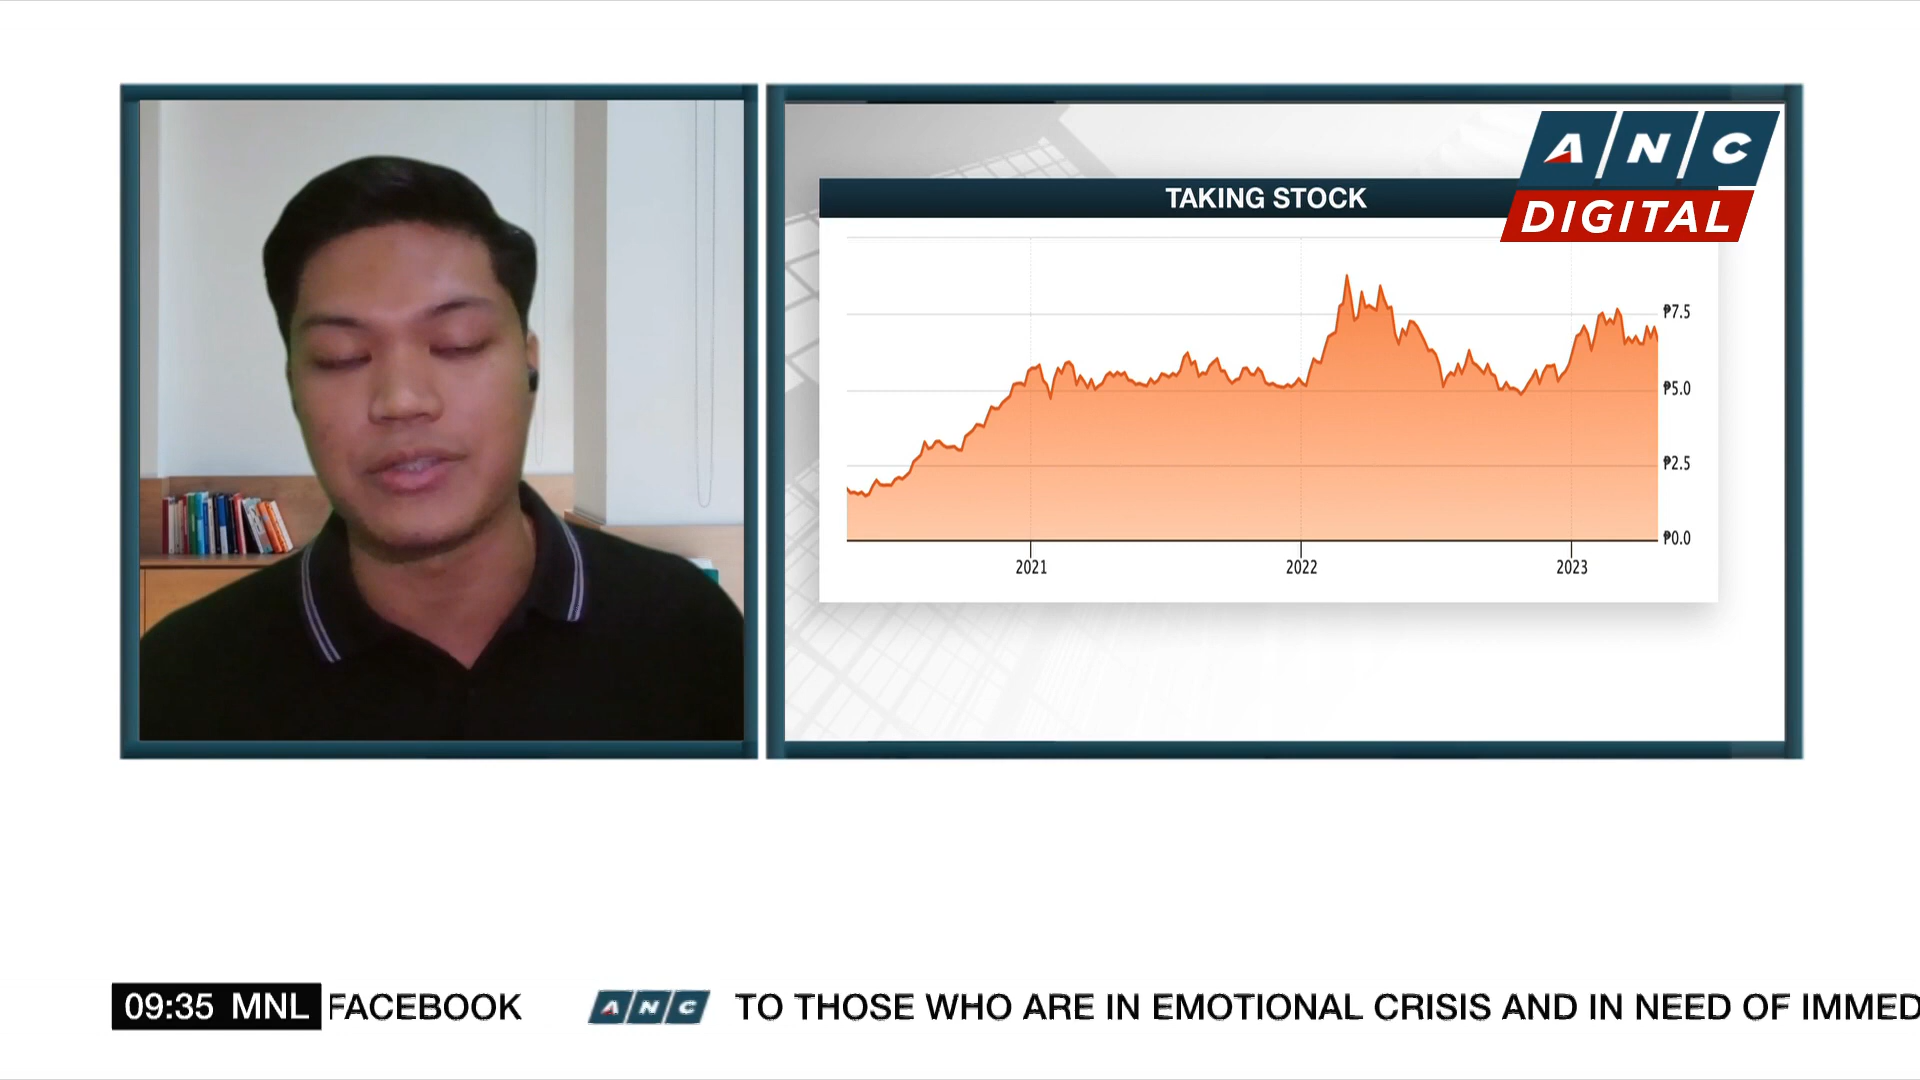 ANC
DIGITAL
TAKING STOCK
₱7.5
₱5.0
₱2.5
₱0.0
2021 2022 2023
09:35 MNL FACEBOOK ANC TO THOSE WHO ARE IN EMOTIONAL CRISIS AND IN NEED OF IMMED